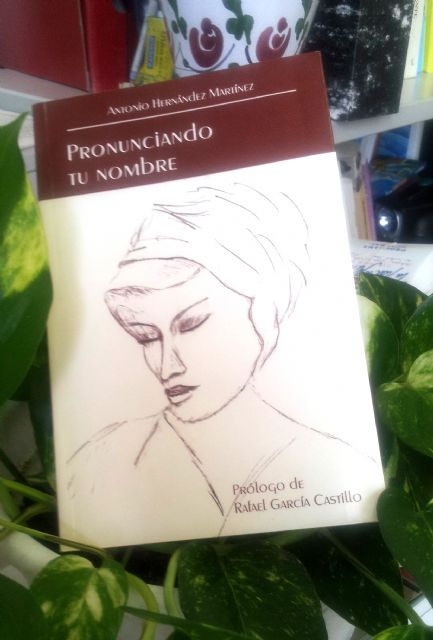 Antonio Hernández Martínez
Pronunciando
tu nombre
Prólogo de
Rafael García Castillo